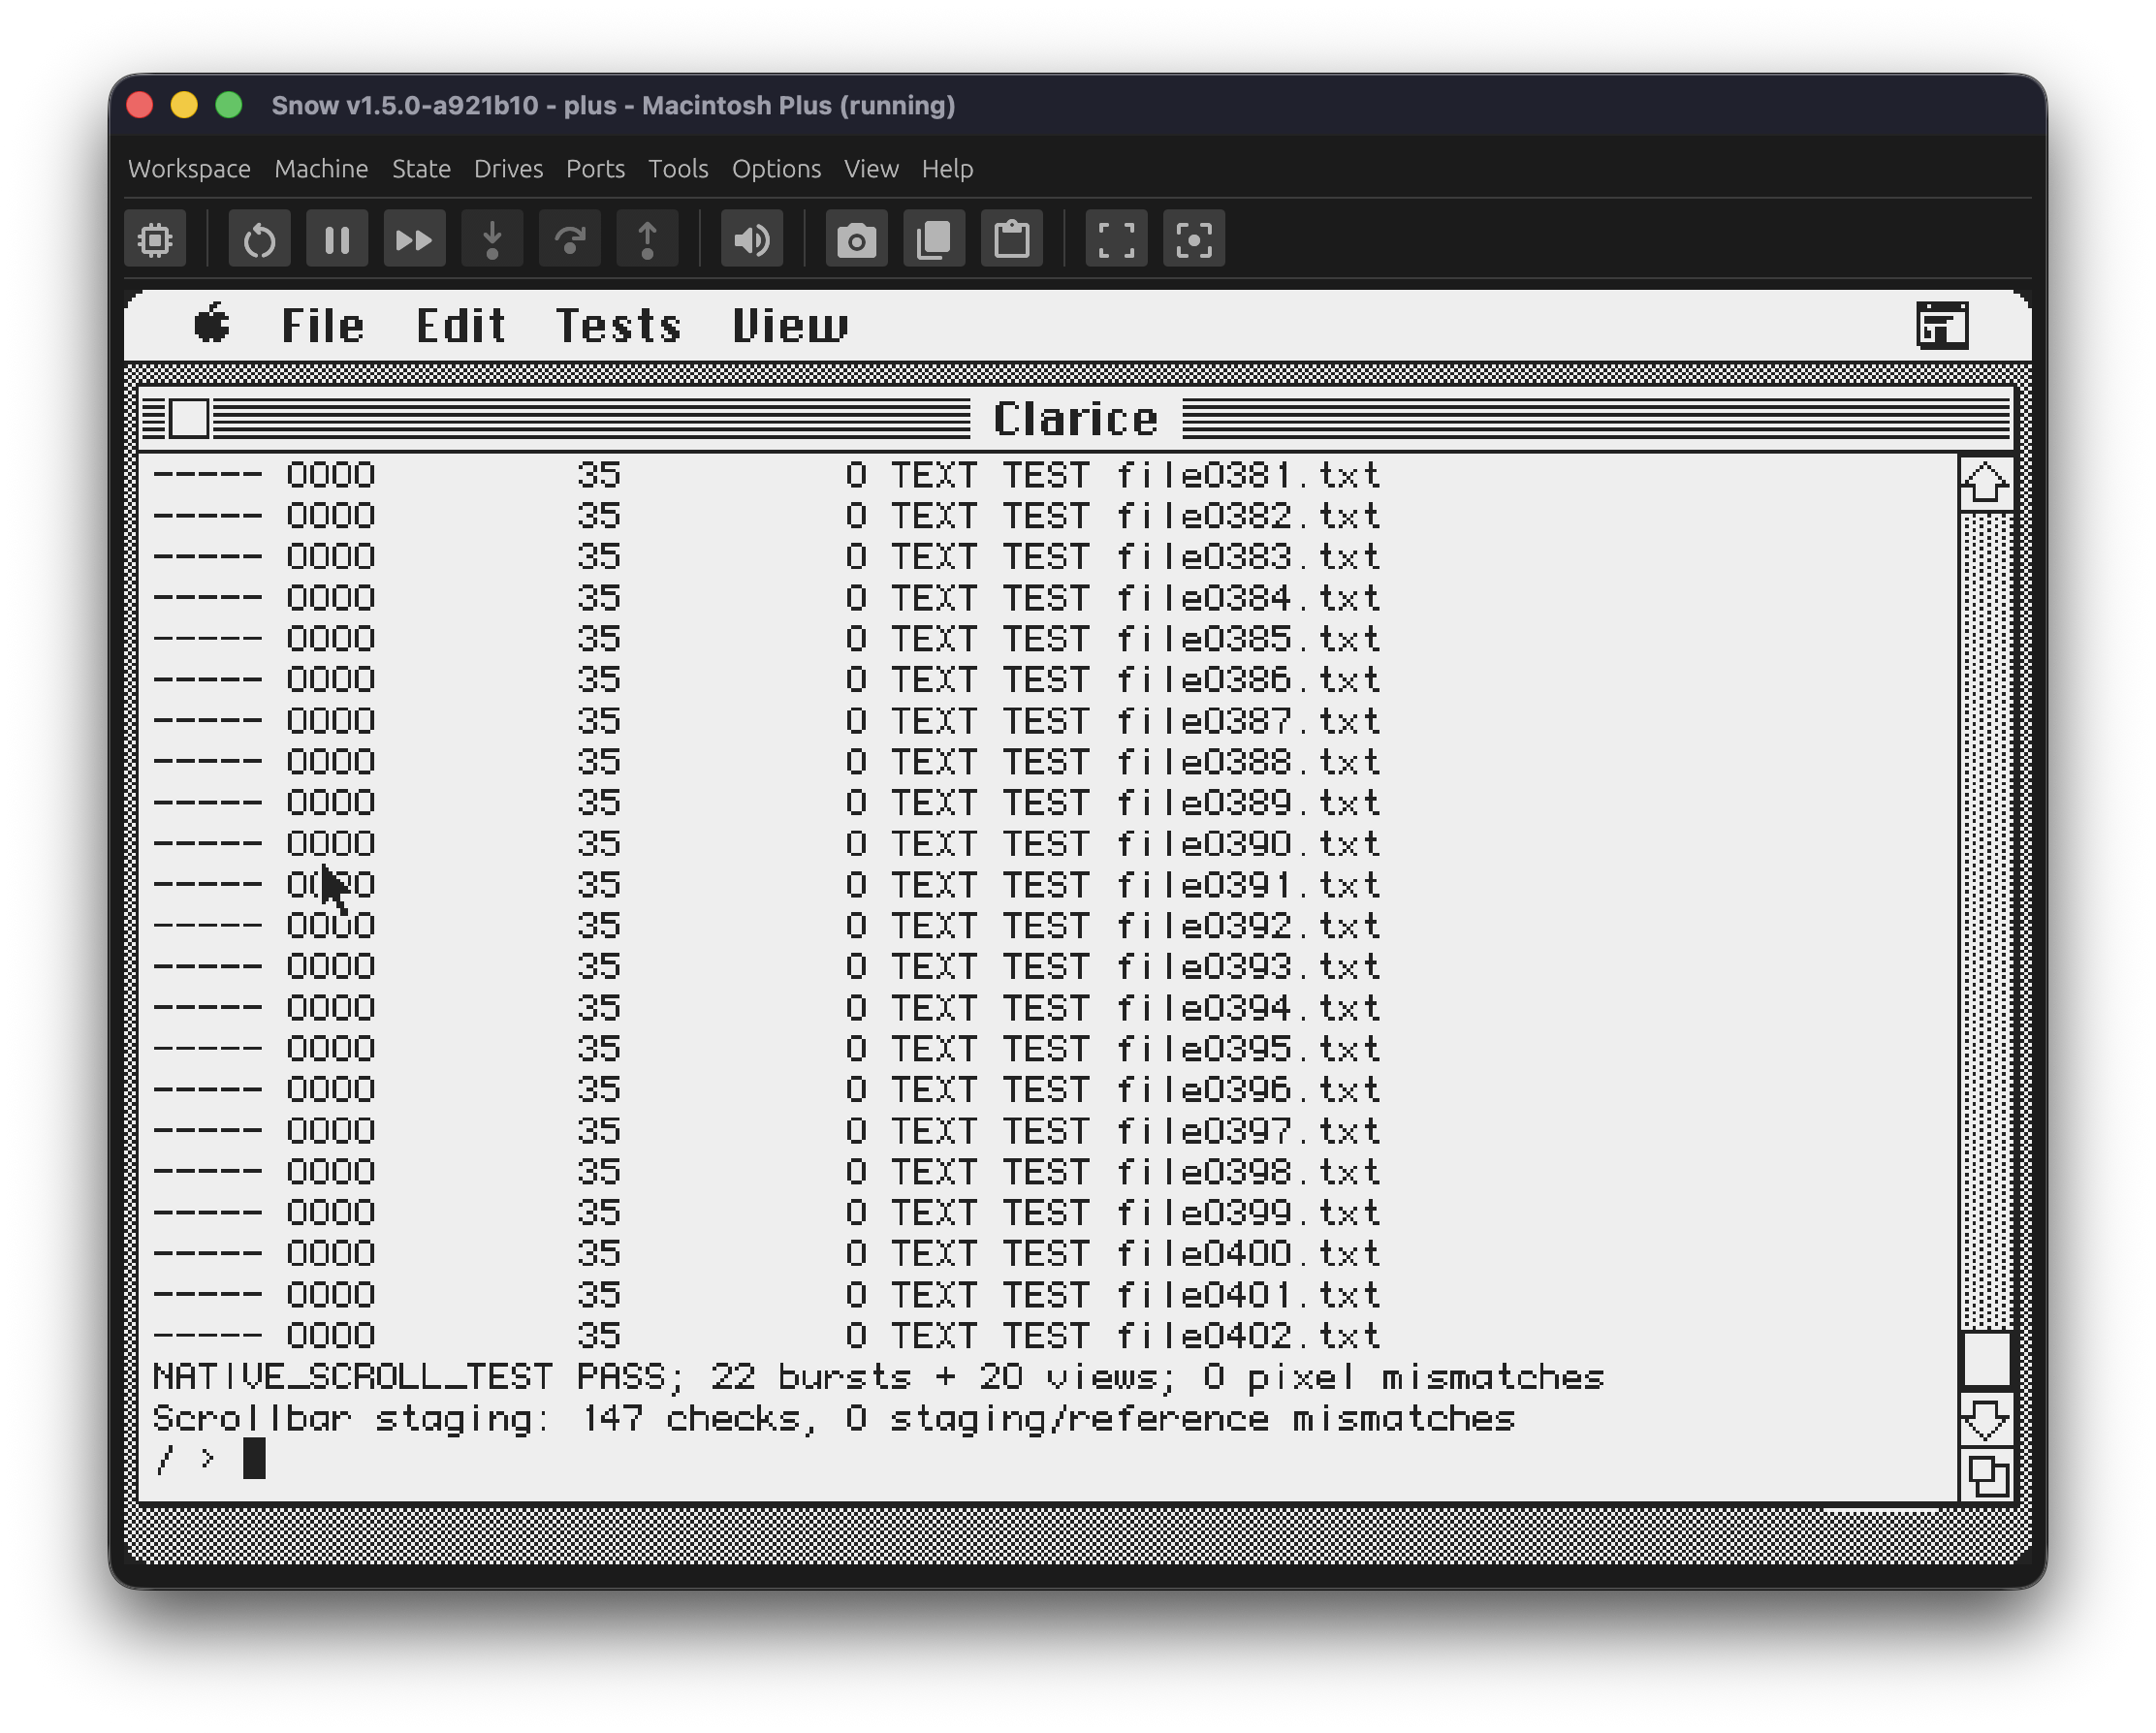 Snow v1.5.0-a921b10 - plus - Macintosh Plus (running)
Workspace Machine State Drives Ports Tools Options View Help
File Edit Tests View
Clarice
----- 0000         35          0 TEXT TEST file0381.txt
----- 0000         35          0 TEXT TEST file0382.txt
----- 0000         35          0 TEXT TEST file0383.txt
----- 0000         35          0 TEXT TEST file0384.txt
----- 0000         35          0 TEXT TEST file0385.txt
----- 0000         35          0 TEXT TEST file0386.txt
----- 0000         35          0 TEXT TEST file0387.txt
----- 0000         35          0 TEXT TEST file0388.txt
----- 0000         35          0 TEXT TEST file0389.txt
----- 0000         35          0 TEXT TEST file0390.txt
----- 0000         35          0 TEXT TEST file0391.txt
----- 0000         35          0 TEXT TEST file0392.txt
----- 0000         35          0 TEXT TEST file0393.txt
----- 0000         35          0 TEXT TEST file0394.txt
----- 0000         35          0 TEXT TEST file0395.txt
----- 0000         35          0 TEXT TEST file0396.txt
----- 0000         35          0 TEXT TEST file0397.txt
----- 0000         35          0 TEXT TEST file0398.txt
----- 0000         35          0 TEXT TEST file0399.txt
----- 0000         35          0 TEXT TEST file0400.txt
----- 0000         35          0 TEXT TEST file0401.txt
----- 0000         35          0 TEXT TEST file0402.txt
NATIVE_SCROLL_TEST PASS; 22 bursts + 20 views; 0 pixel mismatches
Scrollbar staging: 147 checks, 0 staging/reference mismatches
/ >